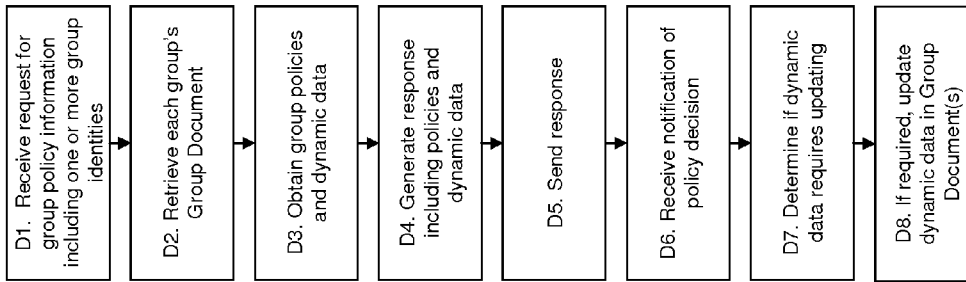 D1. Receive request for
group policy information
including one or more group
identities
D2. Retrieve each group's
Group Document
D3. Obtain group policies
and dynamic data
D4. Generate response
including policies and
dynamic data
D5. Send response
D6. Receive notification of
policy decision
D7. Determine if dynamic
data requires updating
D8. If required, update
dynamic data in Group
Document(s)